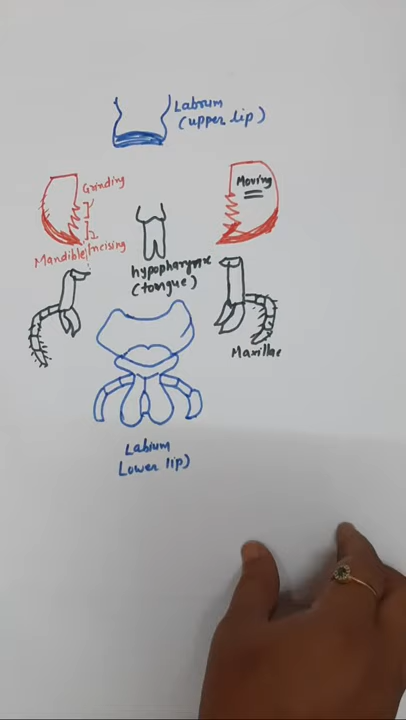 Labrum
(upper lip)
Grinding
Moving
Incising
Mandible
hypopharynx
(tongue)
Maxillae
Labium
Lower lip)